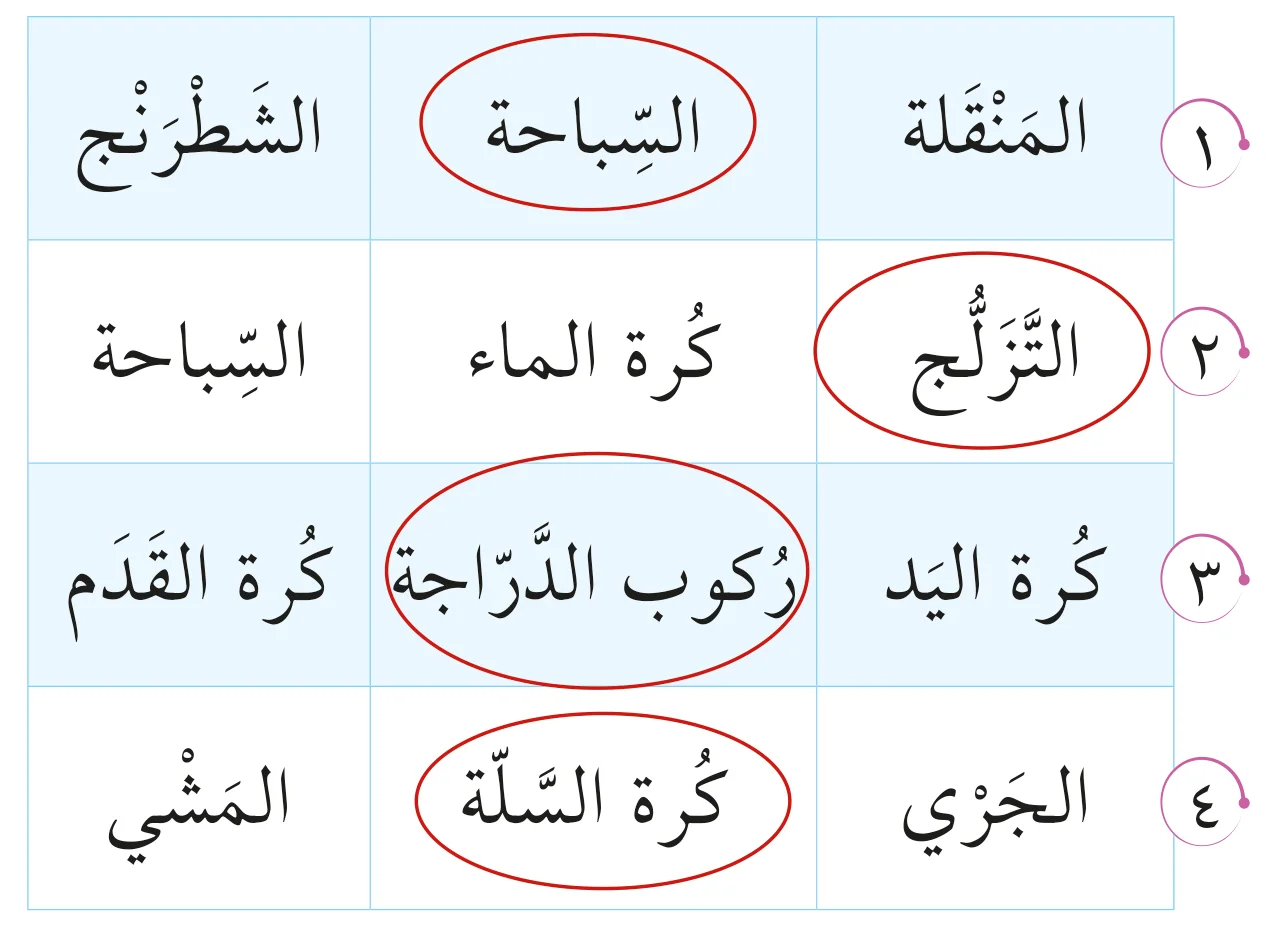 ١ المَنْقَلة السِّباحة الشَطْرَنْج
٢ التَّزَلُّج كُرة الماء السِّباحة
٣ كُرة اليَد رُكوب الدَّرّاجة كُرة القَدَم
٤ الجَرْي كُرة السَّلّة المَشْي